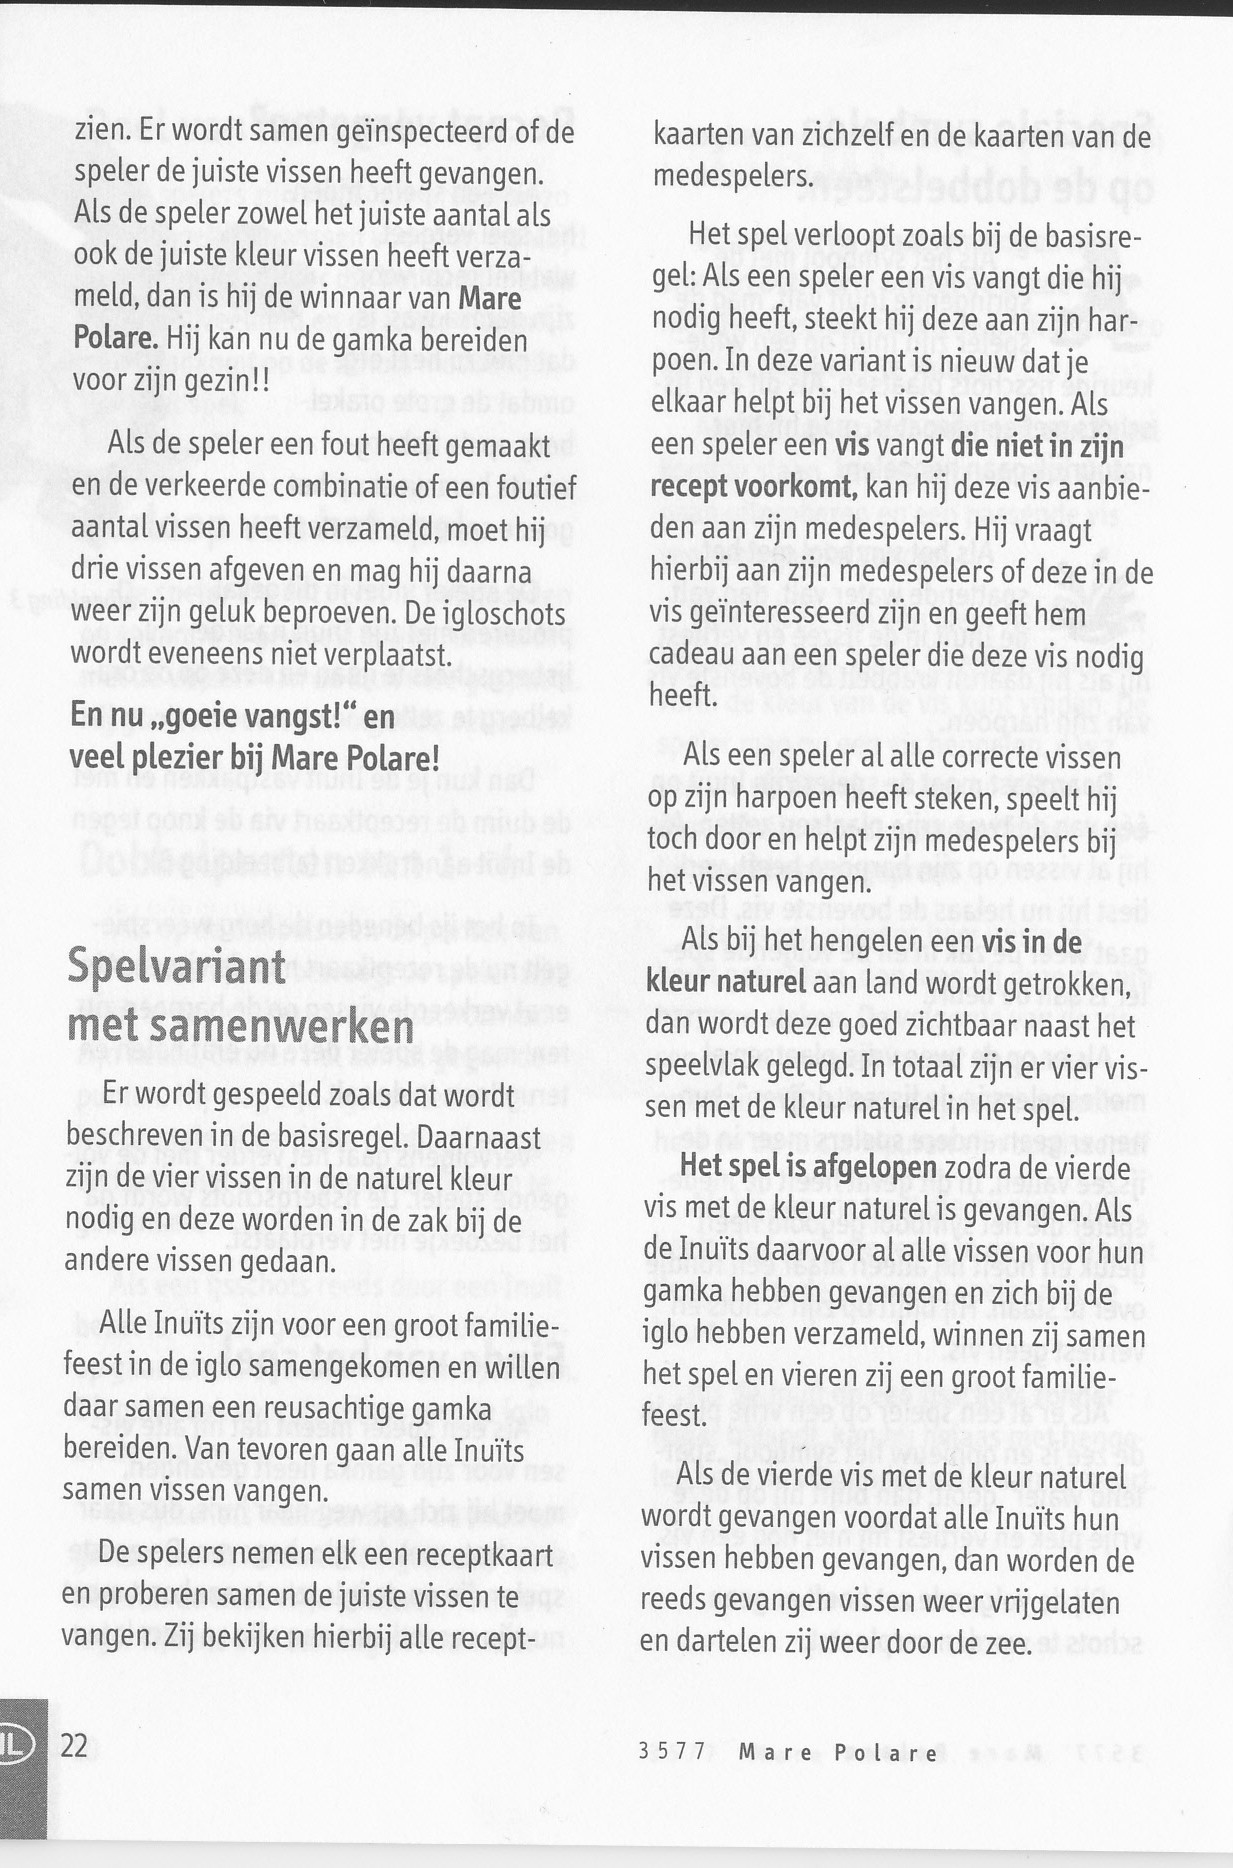 zien. Er wordt samen geïnspecteerd of de
speler de juiste vissen heeft gevangen.
Als de speler zowel het juiste aantal als
ook de juiste kleur vissen heeft verza-
meld, dan is hij de winnaar van Mare
Polare. Hij kan nu de gamka bereiden
voor zijn gezin!!
Als de speler een fout heeft gemaakt
en de verkeerde combinatie of een foutief
aantal vissen heeft verzameld, moet hij
drie vissen afgeven en mag hij daarna
weer zijn geluk beproeven. De igloschots
wordt eveneens niet verplaatst.
En nu „goeie vangst!“ en
veel plezier bij Mare Polare!
Spelvariant
met samenwerken
Er wordt gespeeld zoals dat wordt
beschreven in de basisregel. Daarnaast
zijn de vier vissen in de naturel kleur
nodig en deze worden in de zak bij de
andere vissen gedaan.
Alle Inuïts zijn voor een groot familie-
feest in de iglo samengekomen en willen
daar samen een reusachtige gamka
bereiden. Van tevoren gaan alle Inuïts
samen vissen vangen.
De spelers nemen elk een receptkaart
en proberen samen de juiste vissen te
vangen. Zij bekijken hierbij alle recept-
kaarten van zichzelf en de kaarten van de
medespelers.
Het spel verloopt zoals bij de basisre-
gel: Als een speler een vis vangt die hij
nodig heeft, steekt hij deze aan zijn har-
poen. In deze variant is nieuw dat je
elkaar helpt bij het vissen vangen. Als
een speler een vis vangt die niet in zijn
recept voorkomt, kan hij deze vis aanbie-
den aan zijn medespelers. Hij vraagt
hierbij aan zijn medespelers of deze in de
vis geïnteresseerd zijn en geeft hem
cadeau aan een speler die deze vis nodig
heeft.
Als een speler al alle correcte vissen
op zijn harpoen heeft steken, speelt hij
toch door en helpt zijn medespelers bij
het vissen vangen.
Als bij het hengelen een vis in de
kleur naturel aan land wordt getrokken,
dan wordt deze goed zichtbaar naast het
speelvlak gelegd. In totaal zijn er vier vis-
sen met de kleur naturel in het spel.
Het spel is afgelopen zodra de vierde
vis met de kleur naturel is gevangen. Als
de Inuïts daarvoor al alle vissen voor hun
gamka hebben gevangen en zich bij de
iglo hebben verzameld, winnen zij samen
het spel en vieren zij een groot familie-
feest.
Als de vierde vis met de kleur naturel
wordt gevangen voordat alle Inuïts hun
vissen hebben gevangen, dan worden de
reeds gevangen vissen weer vrijgelaten
en dartelen zij weer door de zee.
NL
22
3577 Mare Polare